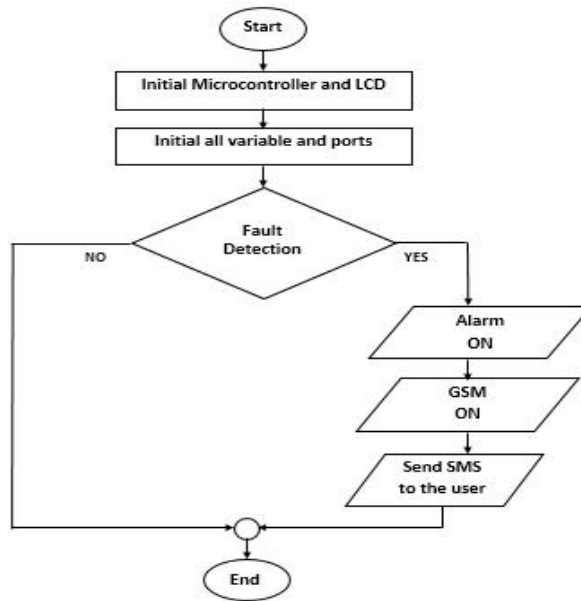 Start
Initial Microcontroller and LCD
Initial all variable and ports
Fault
Detection
NO
YES
Alarm
ON
GSM
ON
Send SMS
to the user
End